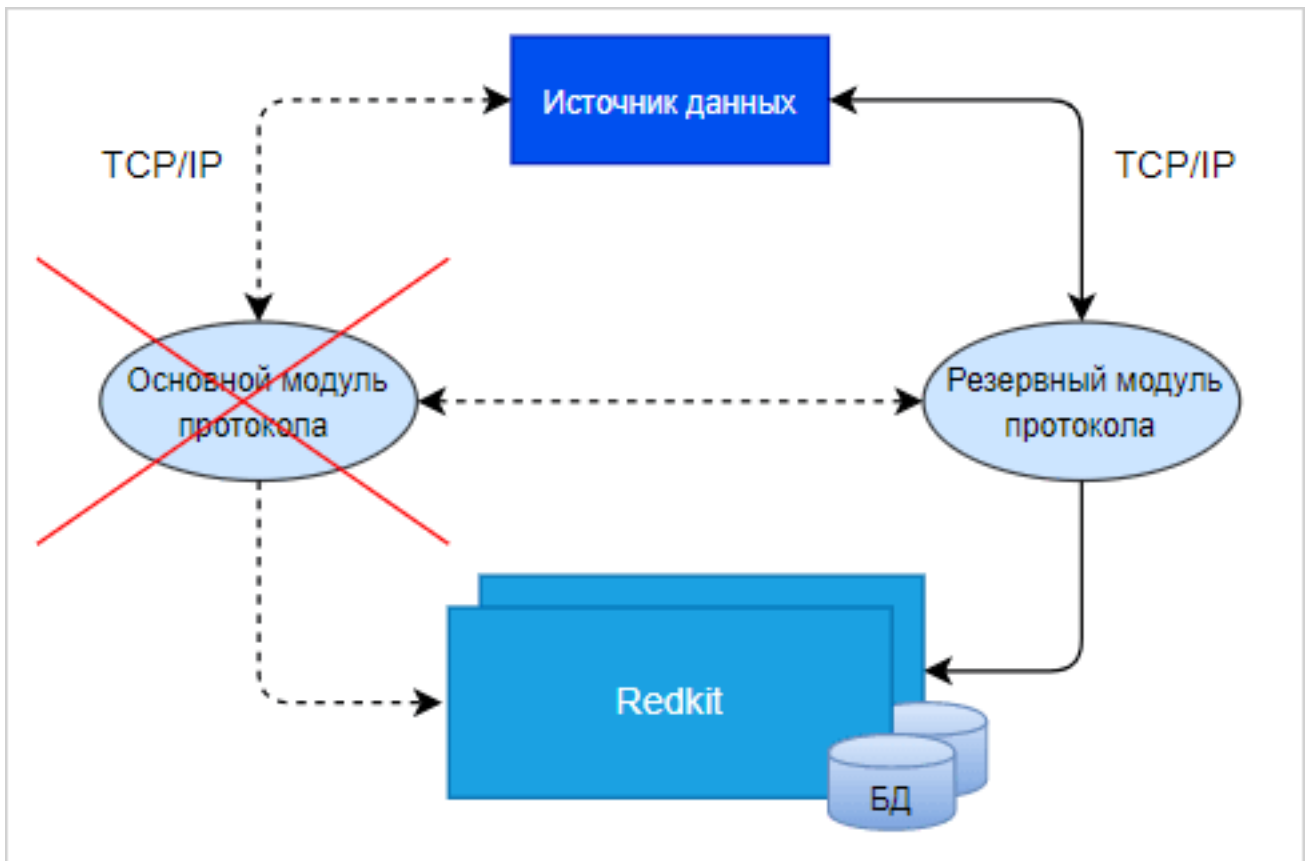 Источник данных
TCP/IP
TCP/IP
Основной модуль
протокола
Резервный модуль
протокола
Redkit
БД